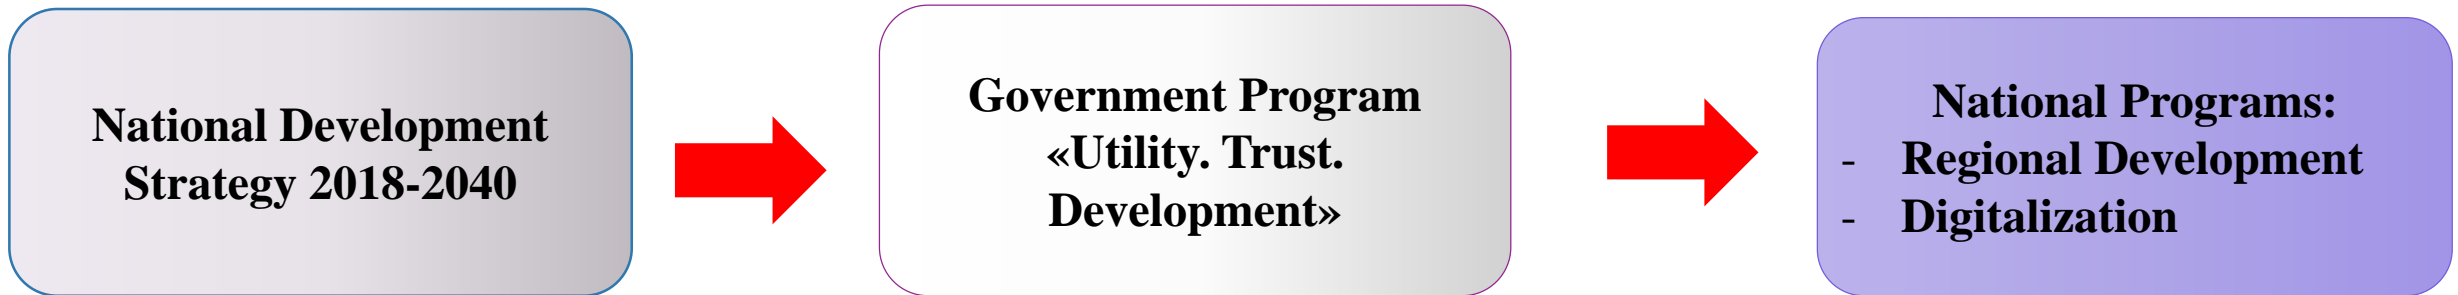 National Development
Strategy 2018-2040
Government Program
«Utility. Trust.
Development»
National Programs:
- Regional Development
- Digitalization